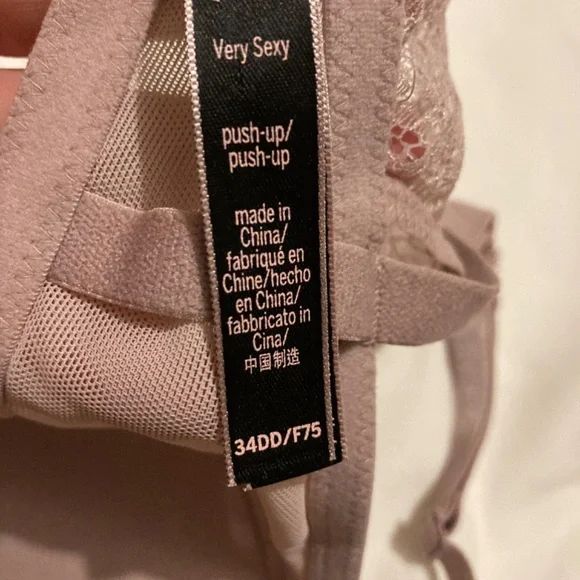 Very Sexy
push-up/
push-up
made in
China/
fabriqué en
Chine/hecho
en China/
fabbricato in
Cina/
中国制造
34DD/F75